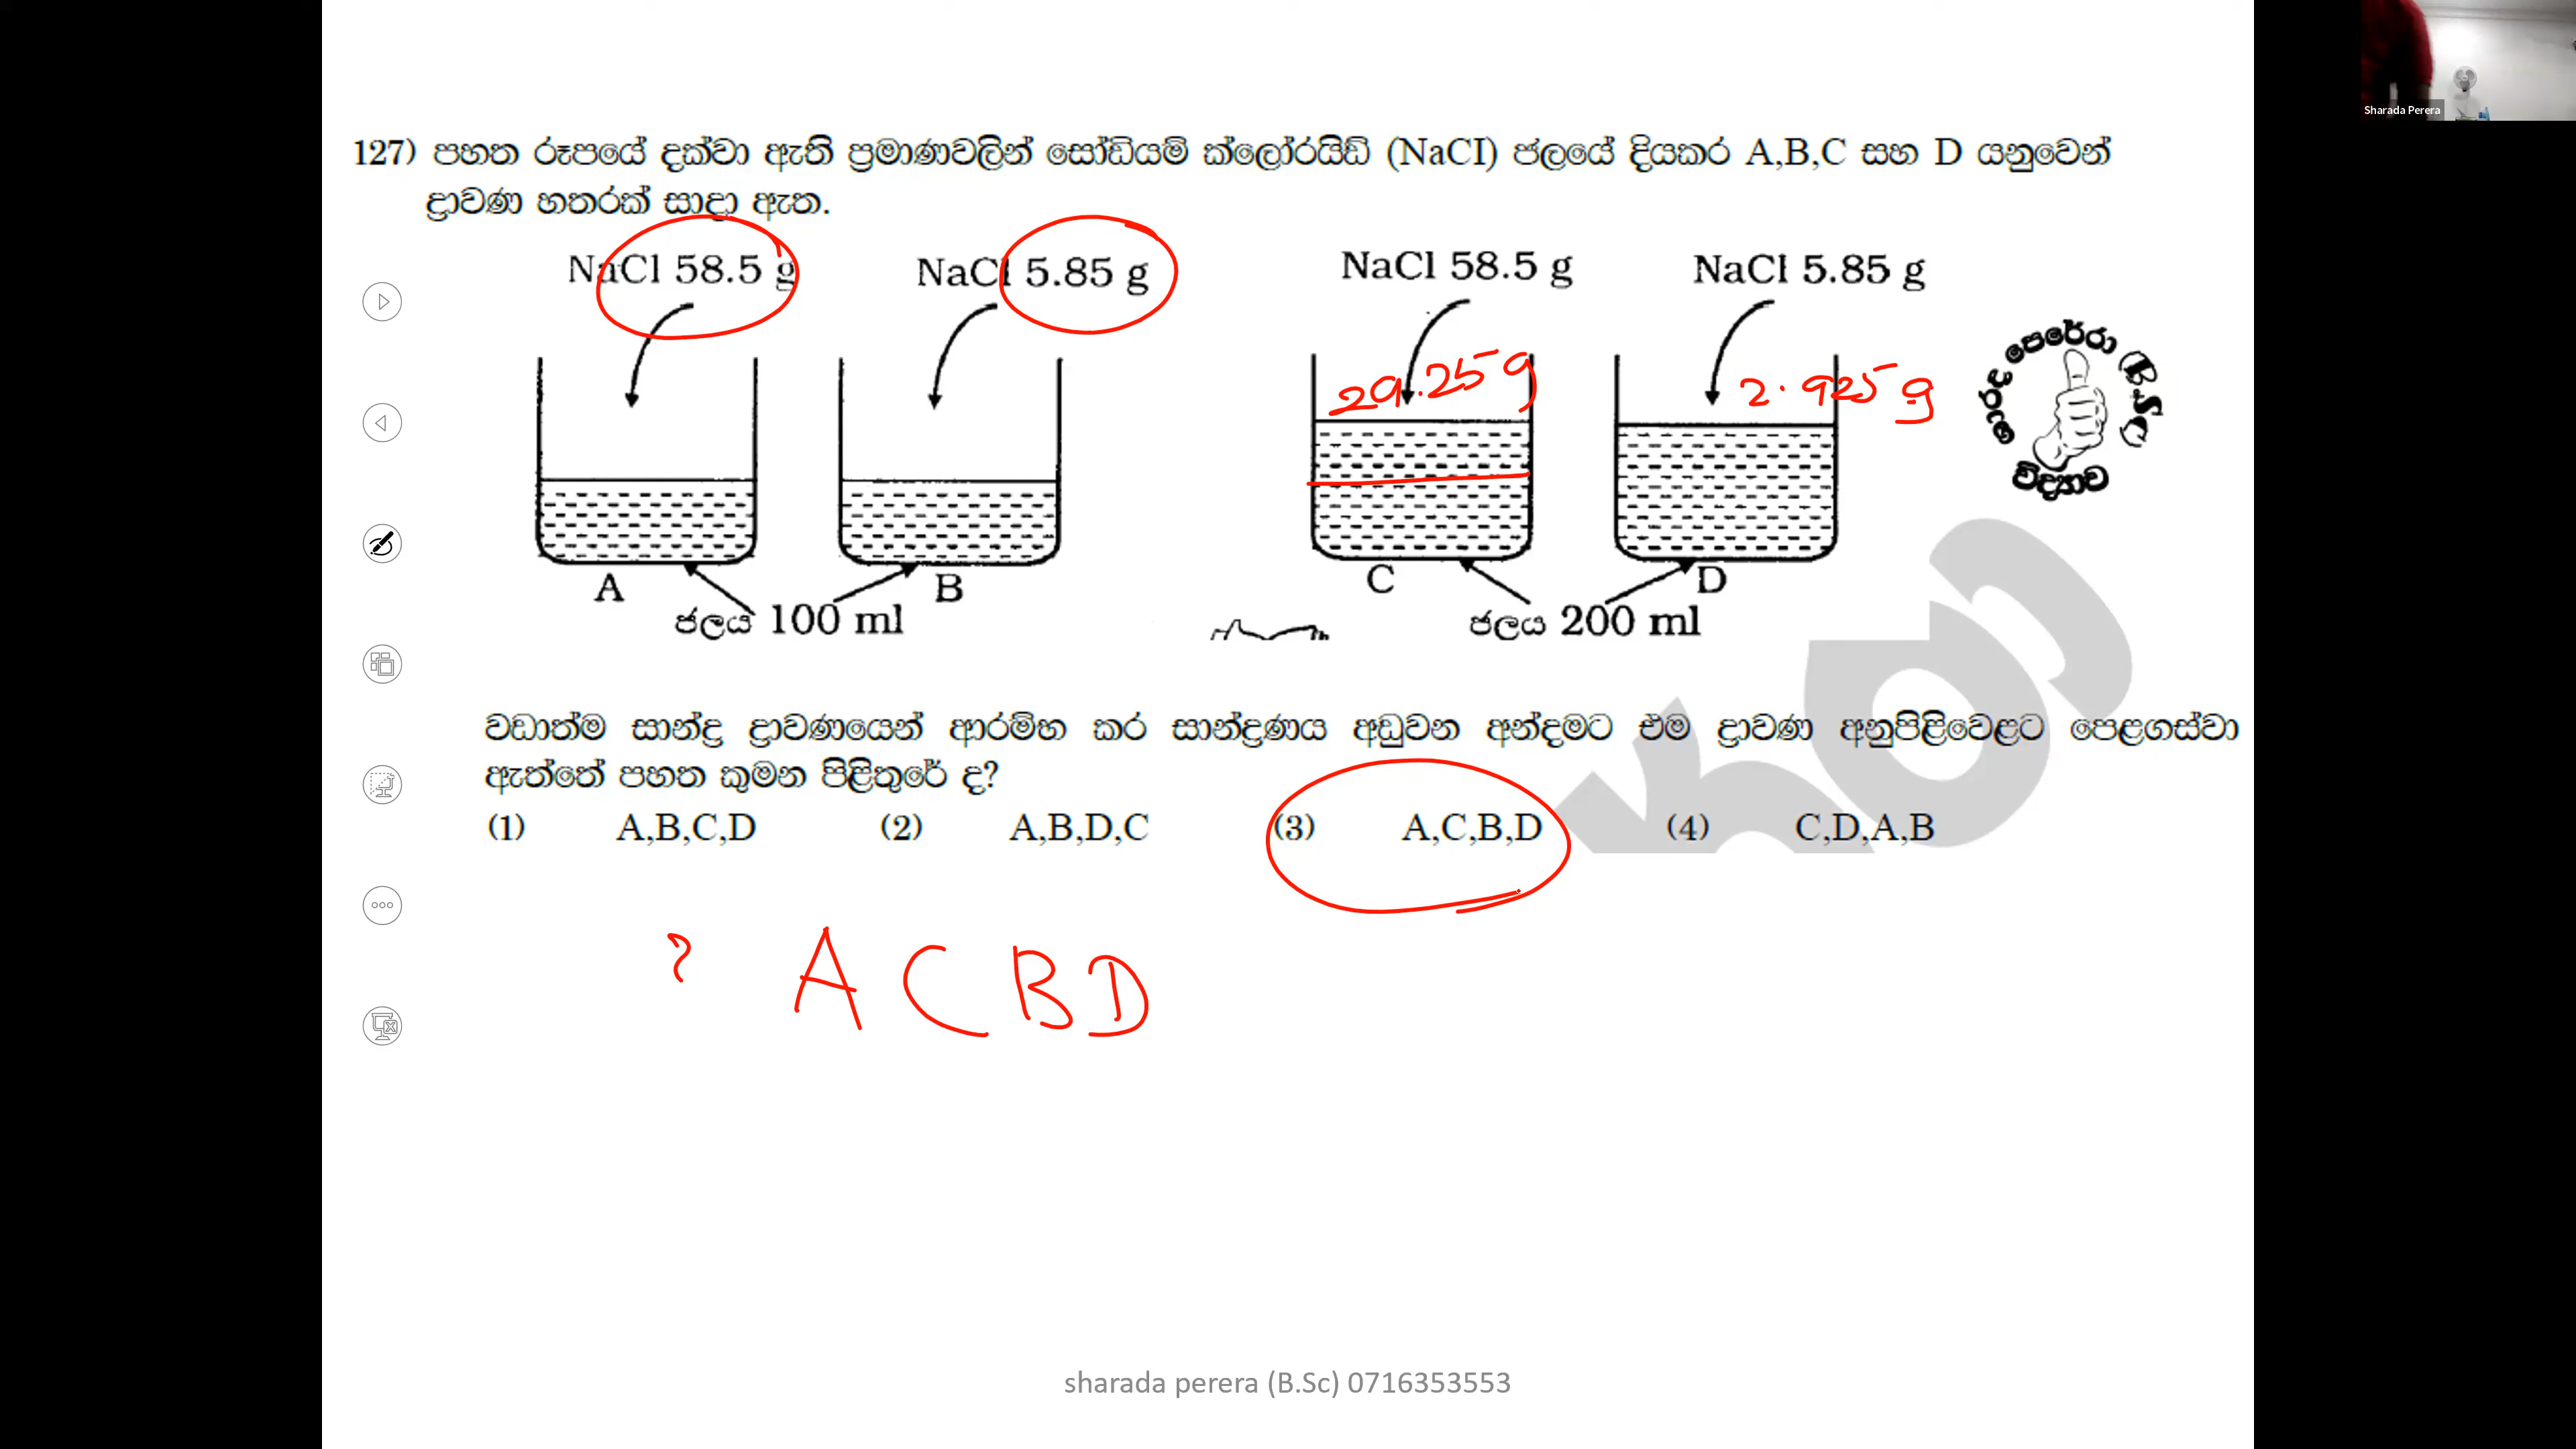 Sharada Perera
127) පහත රූපයේ දක්වා ඇති ප්‍රමාණවලින් සෝඩියම් ක්ලෝරයිඩ් (NaCI) ජලයේ දියකර A,B,C සහ D යනුවෙන්
ද්‍රාවණ හතරක් සාදා ඇත.
NaCl 58.5 g NaCl 5.85 g NaCl 58.5 g NaCl 5.85 g
29.25 g 2.925 g
ශාරද පෙරේරා (B.Sc)
විද්‍යාව
A B C D
ජලය 100 ml ජලය 200 ml
වඩාත්ම සාන්ද්‍ර ද්‍රාවණයෙන් ආරම්භ කර සාන්ද්‍රණය අඩුවන අන්දමට එම ද්‍රාවණ අනුපිළිවෙළට පෙළගස්වා
ඇත්තේ පහත කුමන පිළිතුරේ ද?
(1) A,B,C,D (2) A,B,D,C (3) A,C,B,D (4) C,D,A,B
? A C B D
sharada perera (B.Sc) 0716353553